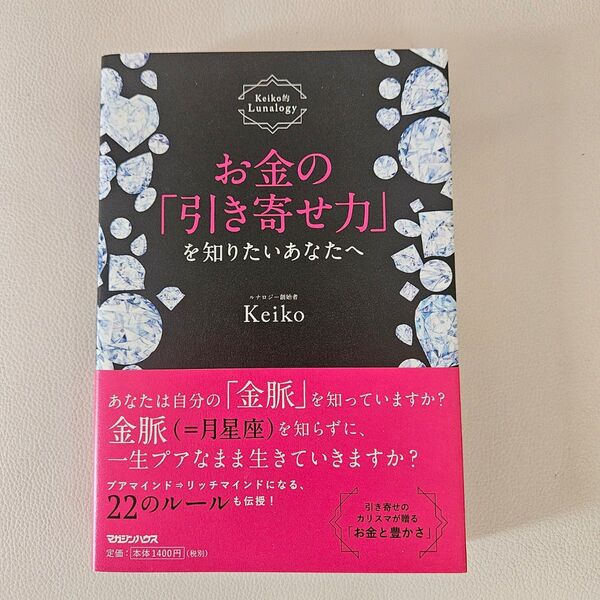 Keiko的
Lunalogy
お金の
「引き寄せ力」
を知りたいあなたへ
ルナロジー創始者
Keiko
あなたは自分の「金脈」を知っていますか?
金脈(=月星座)を知らずに、
一生プアなまま生きていきますか?
プアマインド⇒リッチマインドになる、
22のルールも伝授!
引き寄せの
カリスマが贈る
「お金と豊かさ」
マガジンハウス
定価:本体1400円(税別)